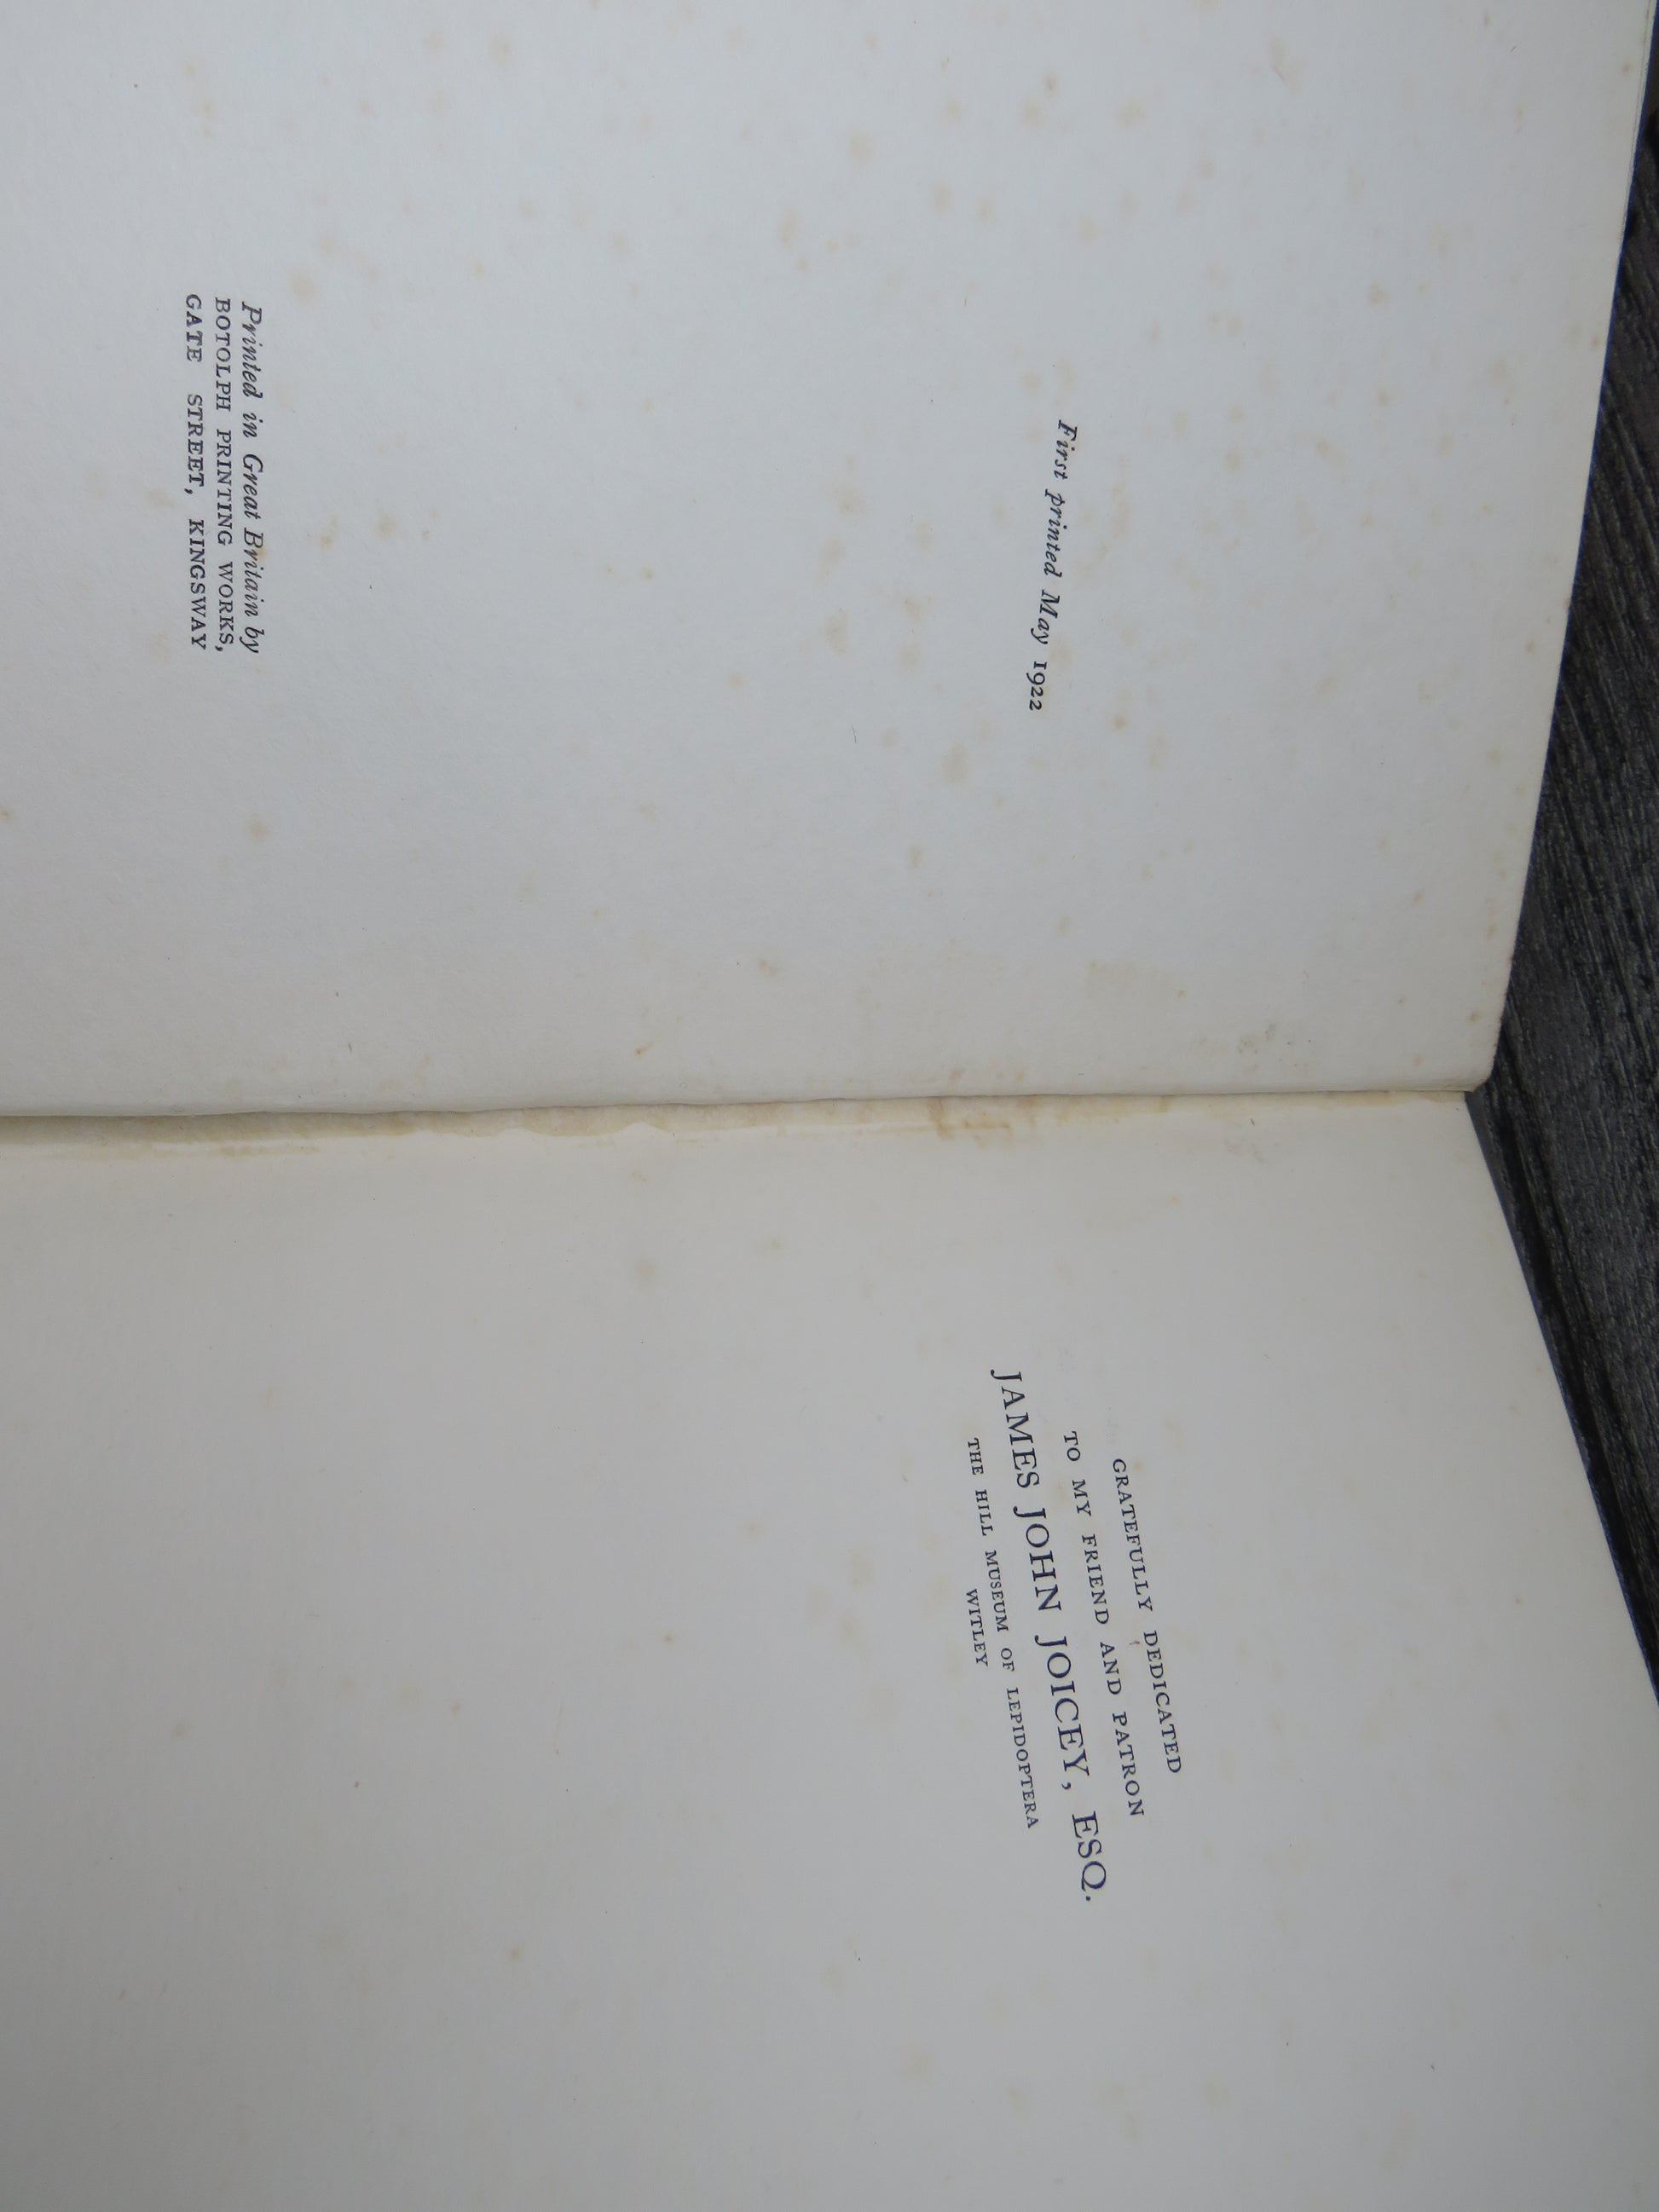 First printed May 1922
Printed in Great Britain by
BOTOLPH PRINTING WORKS,
GATE STREET, KINGSWAY
GRATEFULLY DEDICATED
TO MY FRIEND AND PATRON
JAMES JOHN JOICEY, ESQ.
THE HILL MUSEUM OF LEPIDOPTERA
WITLEY